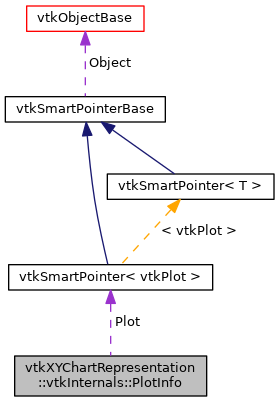 vtkObjectBase
Object
vtkSmartPointerBase
vtkSmartPointer< T >
< vtkPlot >
vtkSmartPointer< vtkPlot >
Plot
vtkXYChartRepresentation
::vtkInternals::PlotInfo